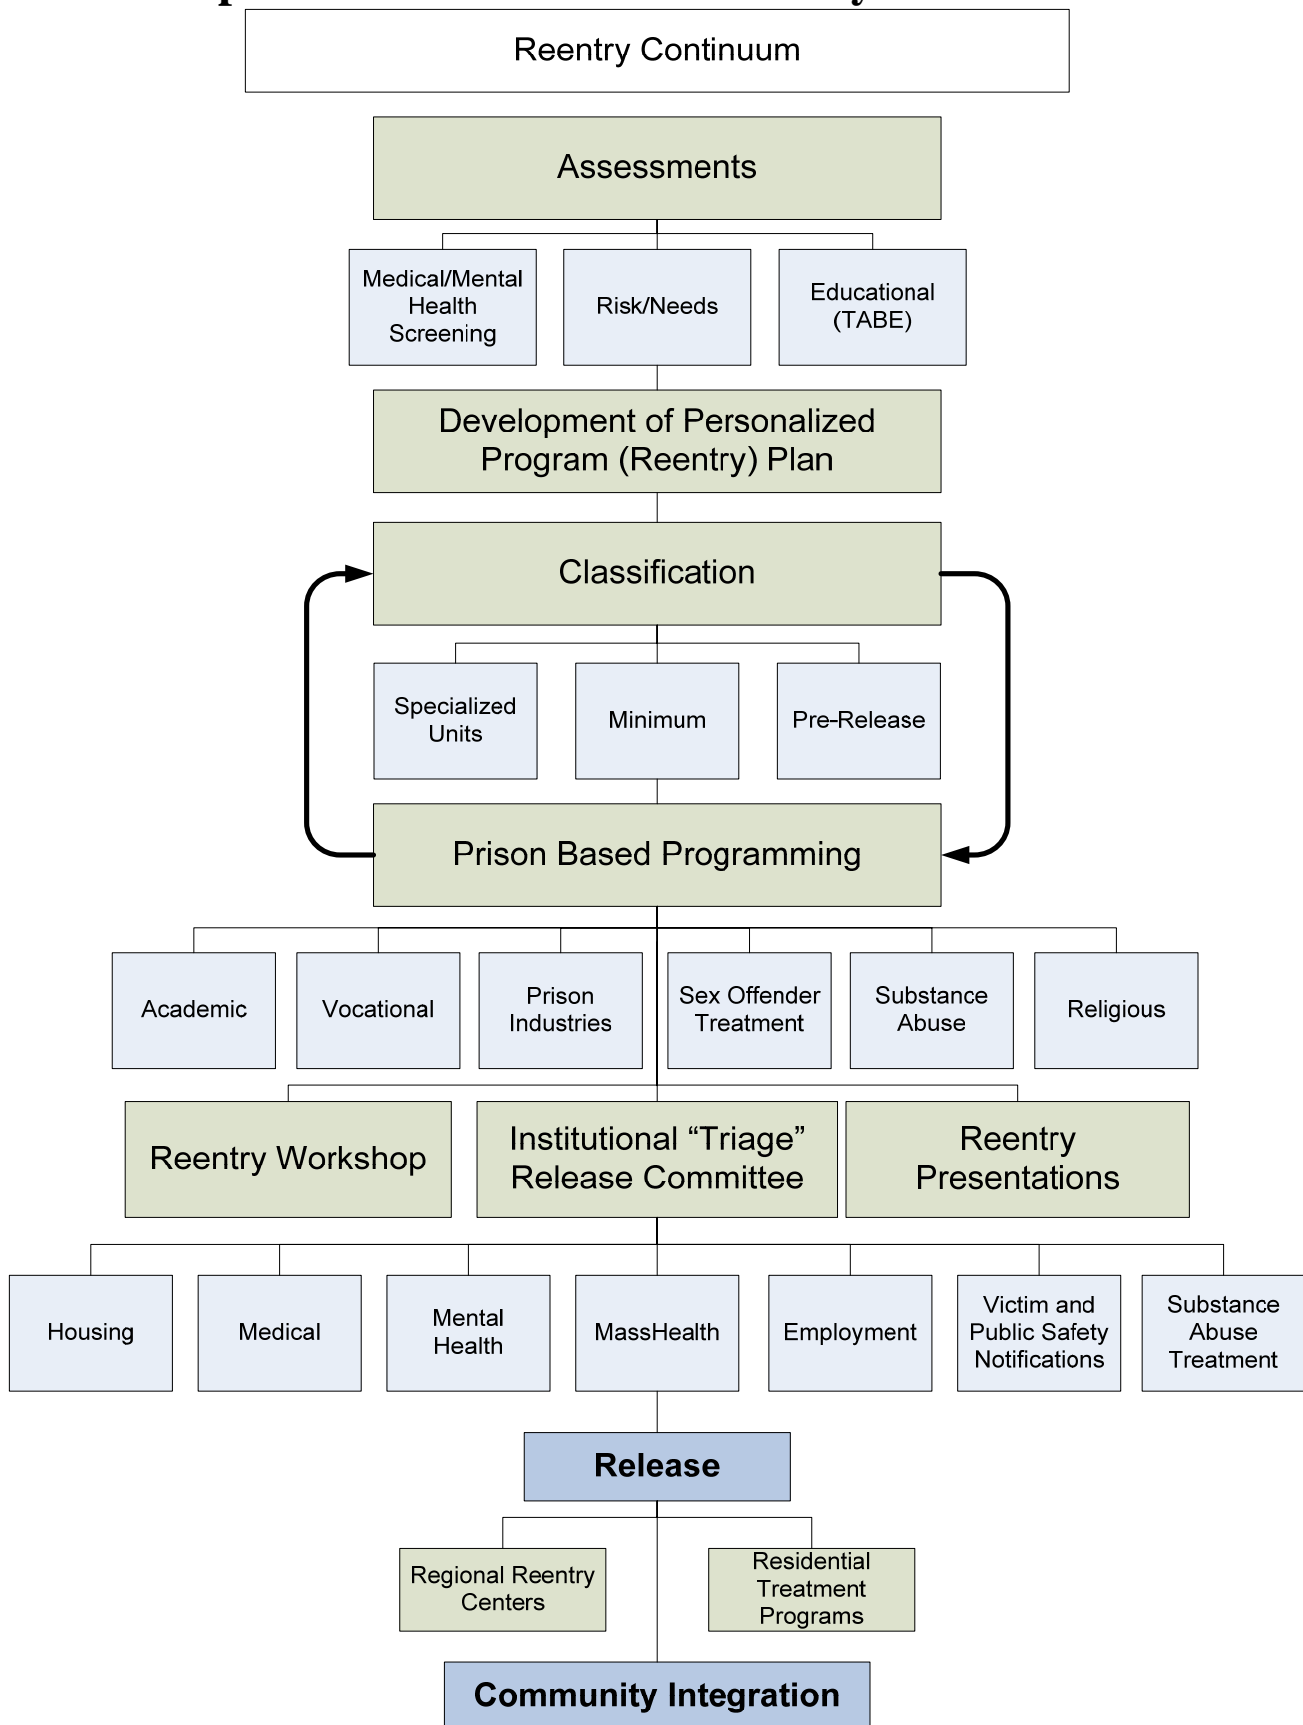 Reentry Continuum
Assessments
Medical/Mental
Health
Screening
Risk/Needs
Educational
(TABE)
Development of Personalized
Program (Reentry) Plan
Classification
Specialized
Units
Minimum
Pre-Release
Prison Based Programming
Academic
Vocational
Prison
Industries
Sex Offender
Treatment
Substance
Abuse
Religious
Reentry Workshop
Institutional “Triage”
Release Committee
Reentry
Presentations
Housing
Medical
Mental
Health
MassHealth
Employment
Victim and
Public Safety
Notifications
Substance
Abuse
Treatment
Release
Regional Reentry
Centers
Residential
Treatment
Programs
Community Integration